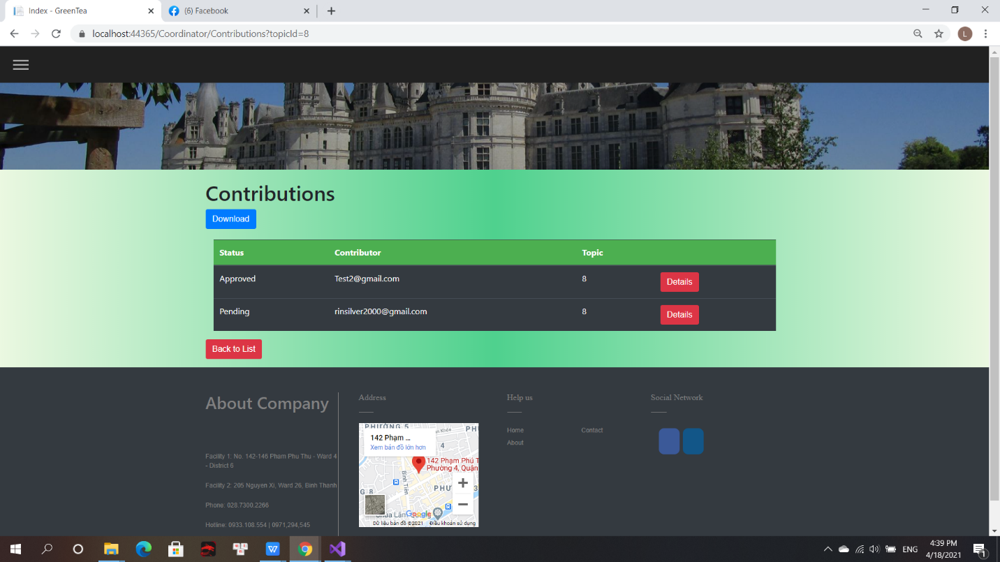 Index - GreenTea
(6) Facebook
localhost:44365/Coordinator/Contributions?topicId=8
L
Contributions
Download
Status Contributor Topic
Approved Test2@gmail.com 8 Details
Pending rinsilver2000@gmail.com 8 Details
Back to List
About Company
Facility 1: No. 142-146 Pham Phu Thu - Ward 4
- District 6
Facility 2: 205 Nguyen Xi, Ward 26, Binh Thanh
Phone: 028.7300.2266
Hotline: 0933.108.554 | 0971,294,545
Address
PHƯỜNG 5
142 Phạm ...
Xem bản đồ lớn hơn
4
142 Phạm Phú T
Phường 4, Quận
Bình Tiên
PHƯ 3
G 8
Google
Dữ liệu bản đồ ©2021 Điều khoản sử dụng
Help us
Home Contact
About
Social Network
ENG
4:39 PM
4/18/2021
1